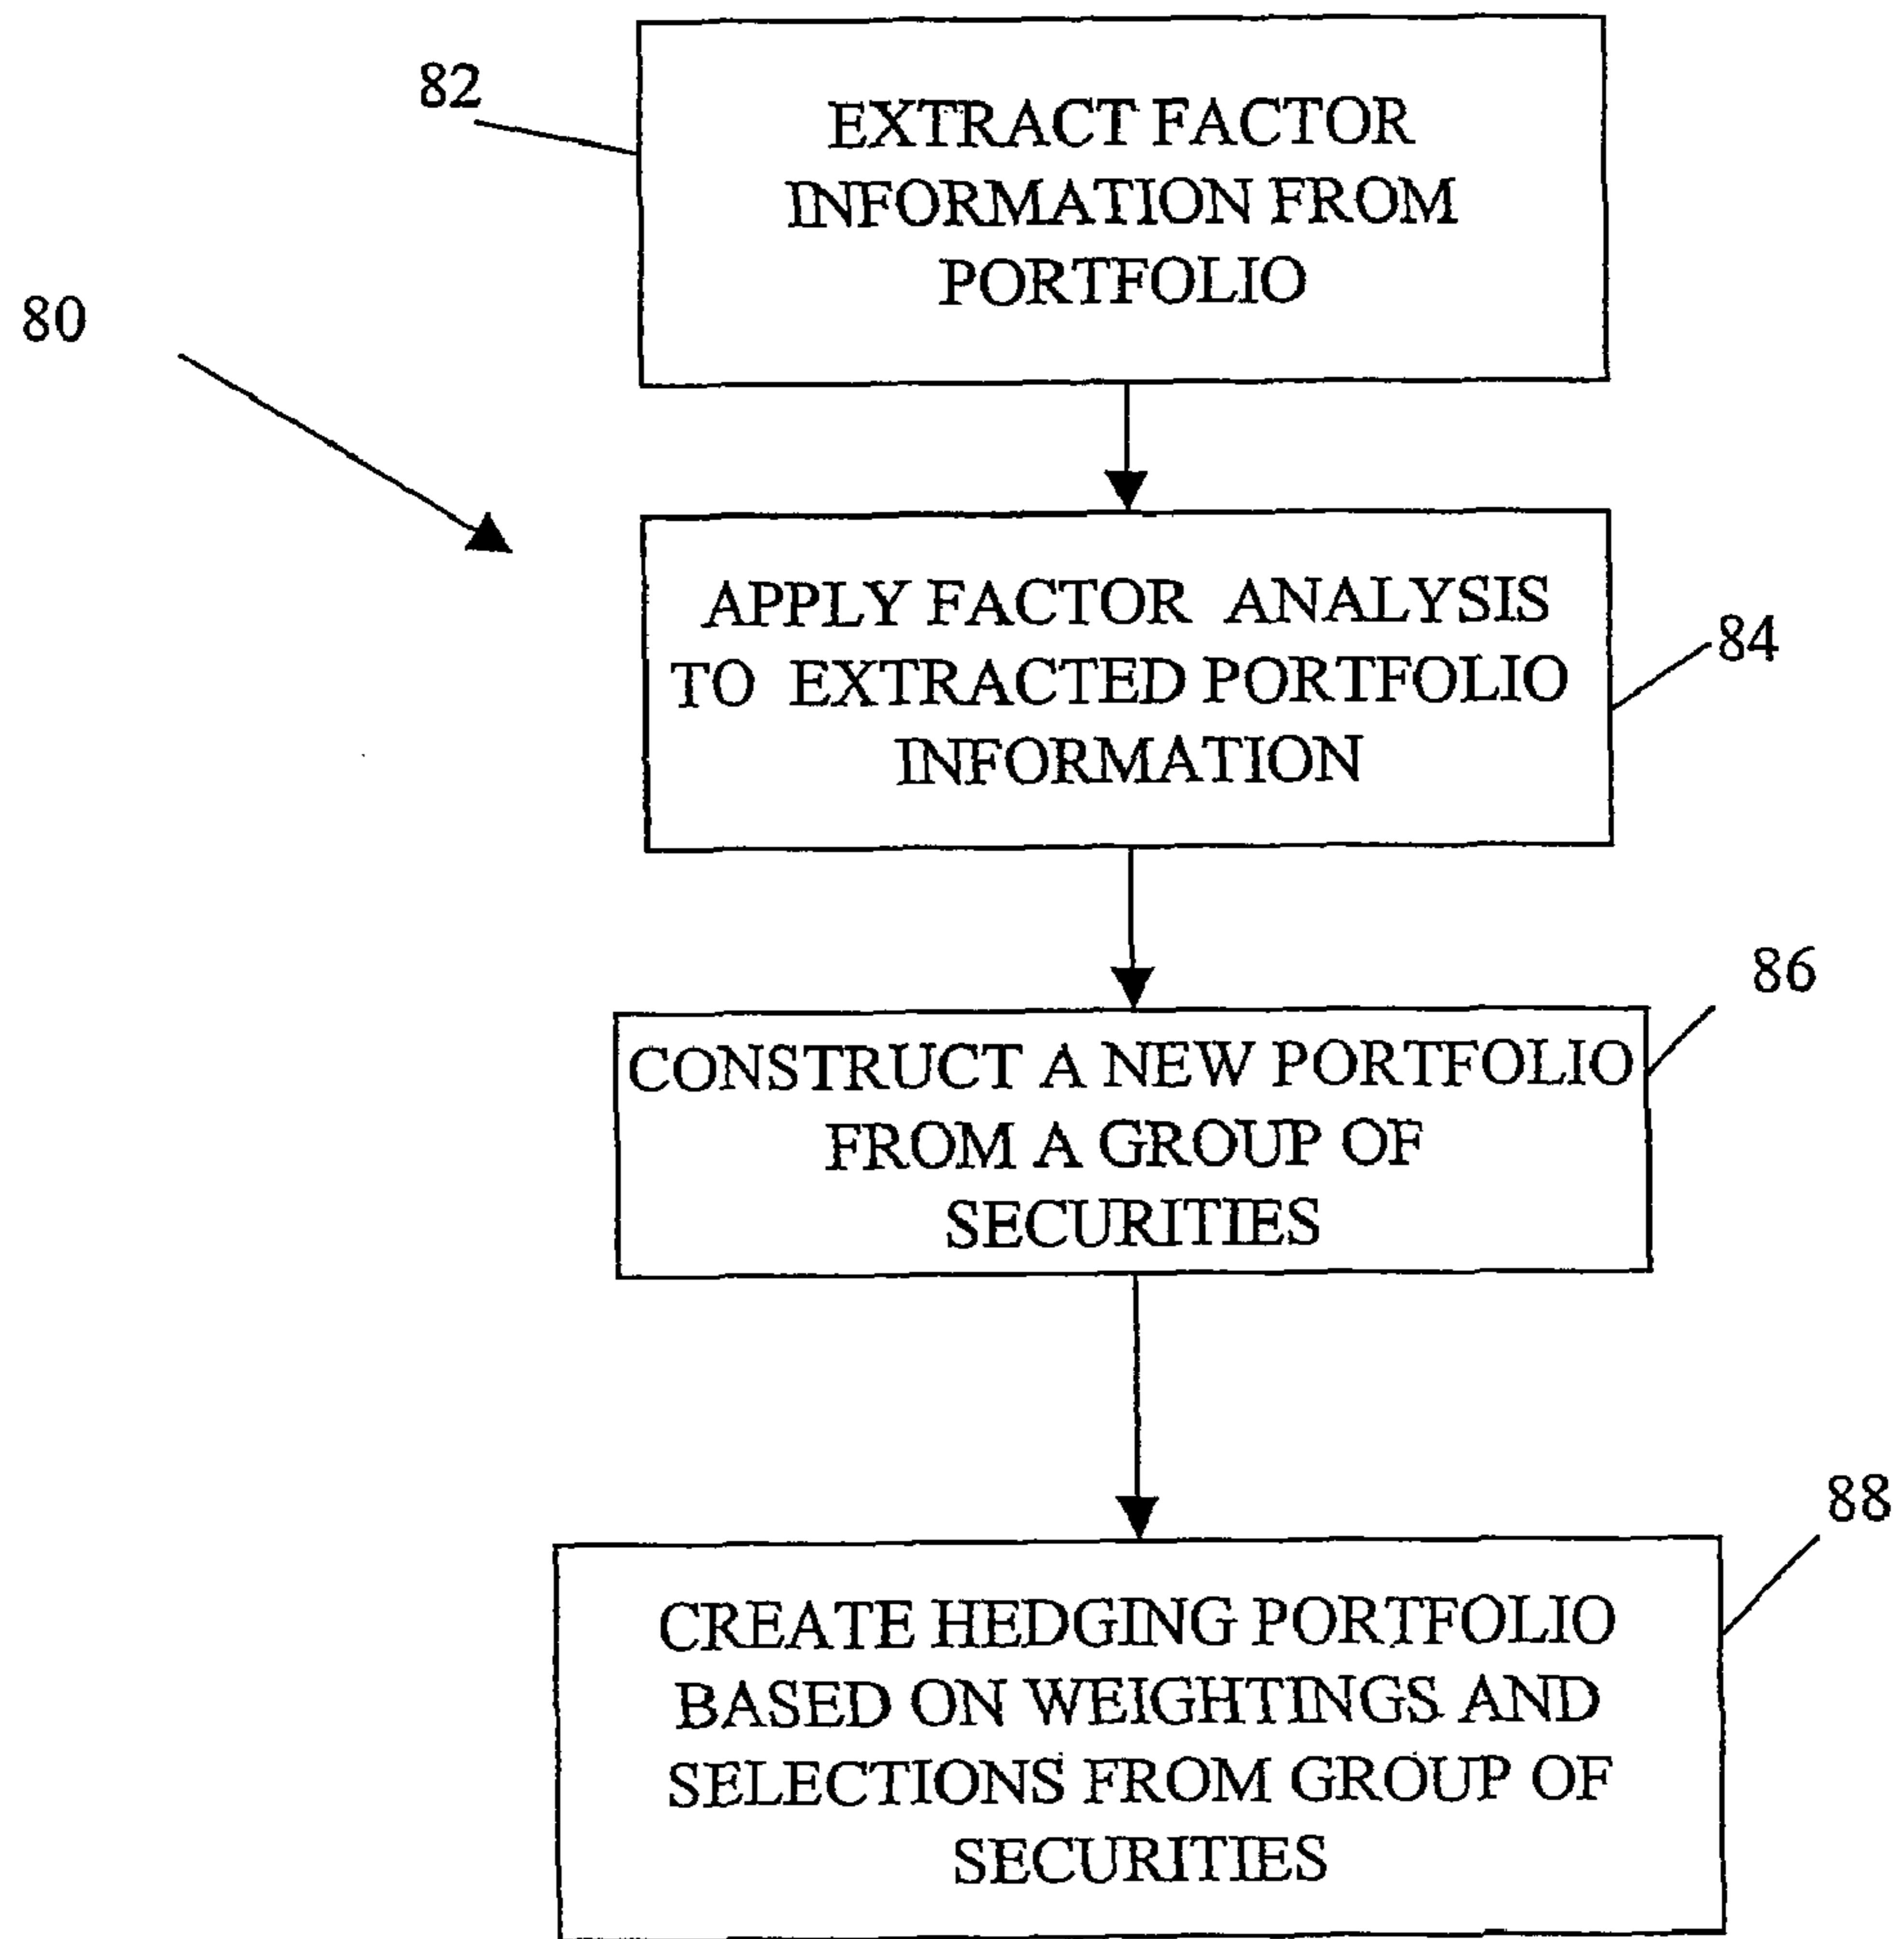 82
EXTRACT FACTOR
INFORMATION FROM
PORTFOLIO
80
APPLY FACTOR ANALYSIS
TO EXTRACTED PORTFOLIO
INFORMATION
84
86
CONSTRUCT A NEW PORTFOLIO
FROM A GROUP OF
SECURITIES
88
CREATE HEDGING PORTFOLIO
BASED ON WEIGHTINGS AND
SELECTIONS FROM GROUP OF
SECURITIES